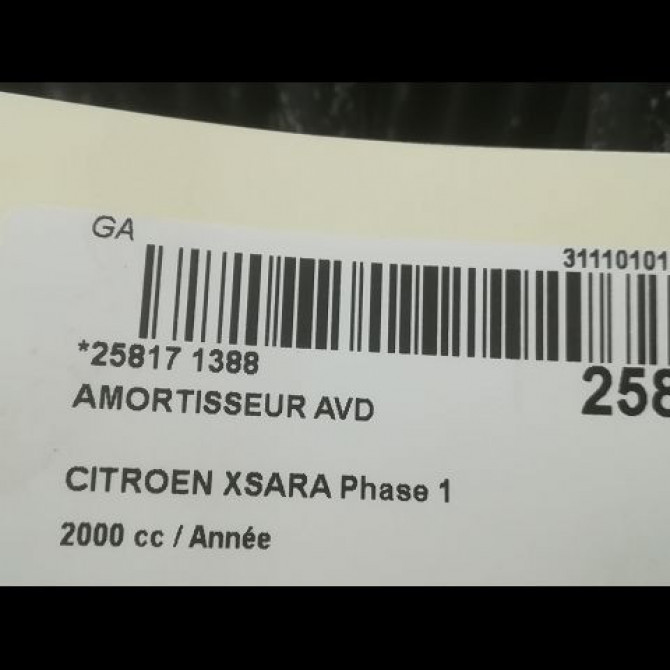 GA
31110101
*25817 1388
258
AMORTISSEUR AVD
CITROEN XSARA Phase 1
2000 cc / Année